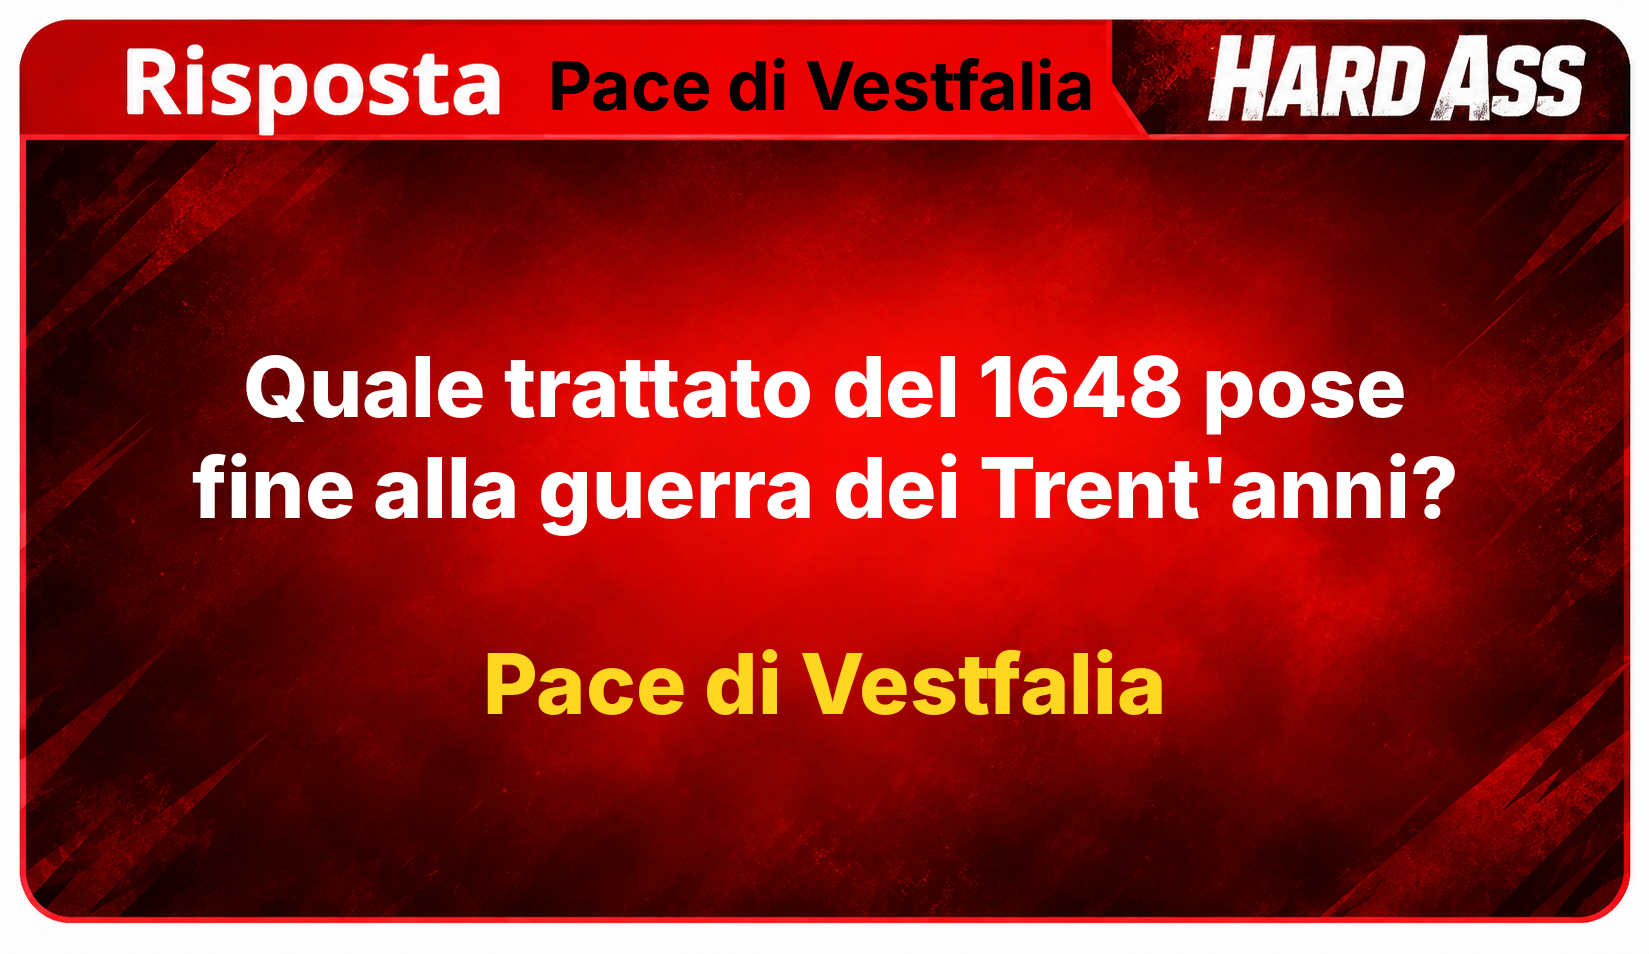 Risposta Pace di Vestfalia HARD ASS
Quale trattato del 1648 pose
fine alla guerra dei Trent'anni?
Pace di Vestfalia